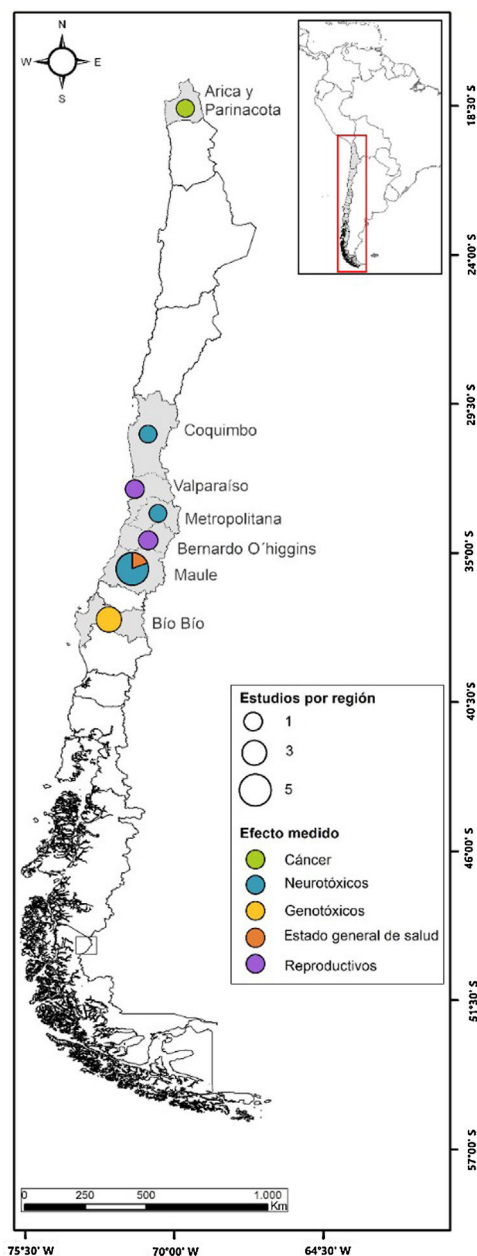 N
W E
S
Arica y
Parinacota
18°30' S
24°00' S
29°30' S
Coquimbo
Valparaíso
Metropolitana
35°00' S
Bernardo O´higgins
Maule
Bío Bío
40°30' S
Estudios por región
1
3
5
46°00' S
Efecto medido
Cáncer
Neurotóxicos
Genotóxicos
Estado general de salud
Reproductivos
51°30' S
57°00' S
0 250 500 1.000
Km
75°30' W 70°00' W 64°30' W